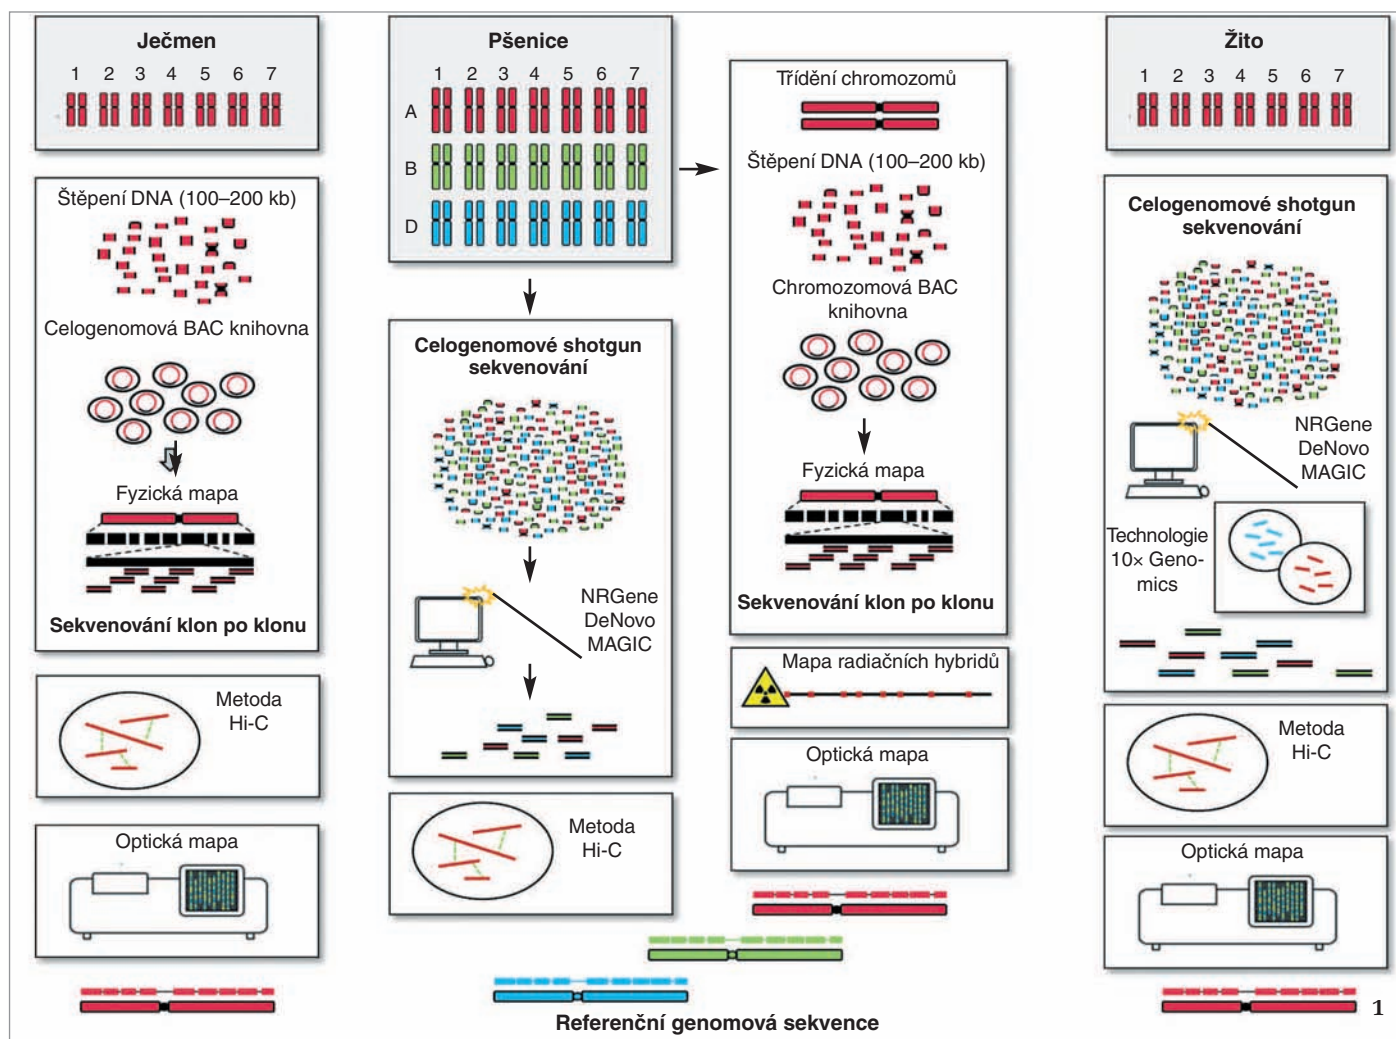 Ječmen
1 2 3 4 5 6 7
Štěpení DNA (100–200 kb)
Celogenomová BAC knihovna
Fyzická mapa
Sekvenování klon po klonu
Metoda
Hi-C
Optická mapa
Pšenice
1 2 3 4 5 6 7
A
B
D
Celogenomové shotgun
sekvenování
NRGene
DeNovo
MAGIC
Metoda
Hi-C
Třídění chromozomů
Štěpení DNA (100–200 kb)
Chromozomová BAC
knihovna
Fyzická mapa
Sekvenování klon po klonu
Mapa radiačních hybridů
Optická mapa
Žito
1 2 3 4 5 6 7
Celogenomové shotgun
sekvenování
NRGene
DeNovo
MAGIC
Technologie
10× Geno-
mics
Metoda
Hi-C
Optická mapa
Referenční genomová sekvence
1